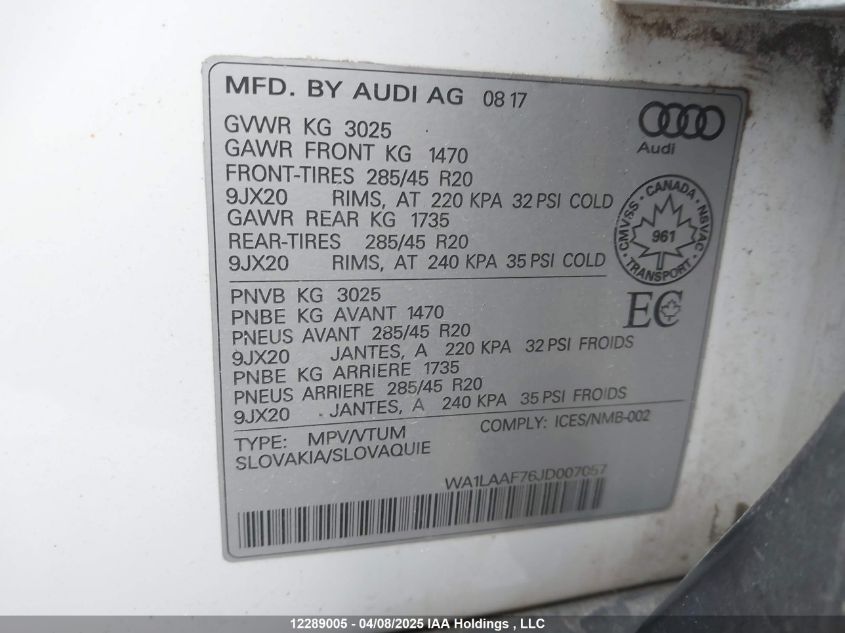 MFD. BY AUDI AG 08 17
GVWR KG 3025
GAWR FRONT KG 1470
FRONT-TIRES 285/45 R20
9JX20 RIMS, AT 220 KPA 32 PSI COLD
GAWR REAR KG 1735
REAR-TIRES 285/45 R20
9JX20 RIMS, AT 240 KPA 35 PSI COLD
Audi
CMVSS - CANADA - NSVAC
961
TRANSPORT
PNVB KG 3025
PNBE KG AVANT 1470
PNEUS AVANT 285/45 R20
9JX20 JANTES, A 220 KPA 32 PSI FROIDS
PNBE KG ARRIERE 1735
PNEUS ARRIERE 285/45 R20
9JX20 JANTES, A 240 KPA 35 PSI FROIDS
EC
TYPE: MPV/VTUM COMPLY: ICES/NMB-002
SLOVAKIA/SLOVAQUIE
WA1LAAF76JD007057
12289005 - 04/08/2025 IAA Holdings , LLC